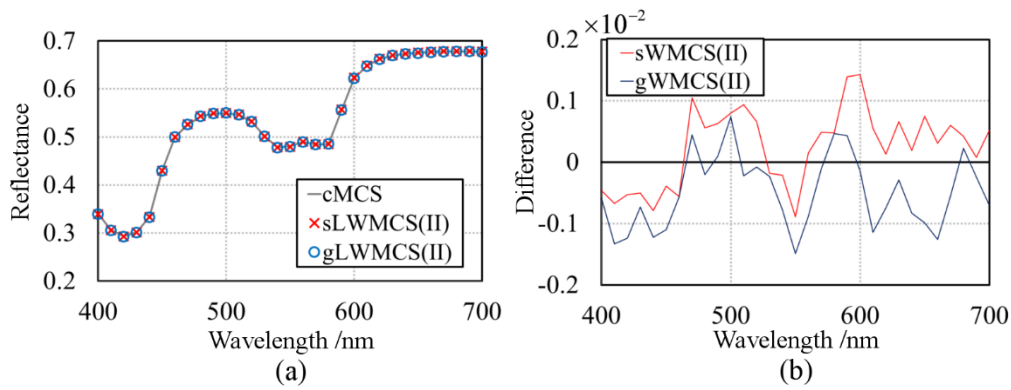 (a)
0.7
0.6
0.5
0.4
0.3
0.2
Reflectance
400
500
600
700
Wavelength /nm
cMCS
sLWMCS(II)
gLWMCS(II)
(b)
×10⁻²
0.2
0.1
0
-0.1
-0.2
Difference
400
500
600
700
Wavelength /nm
sWMCS(II)
gWMCS(II)